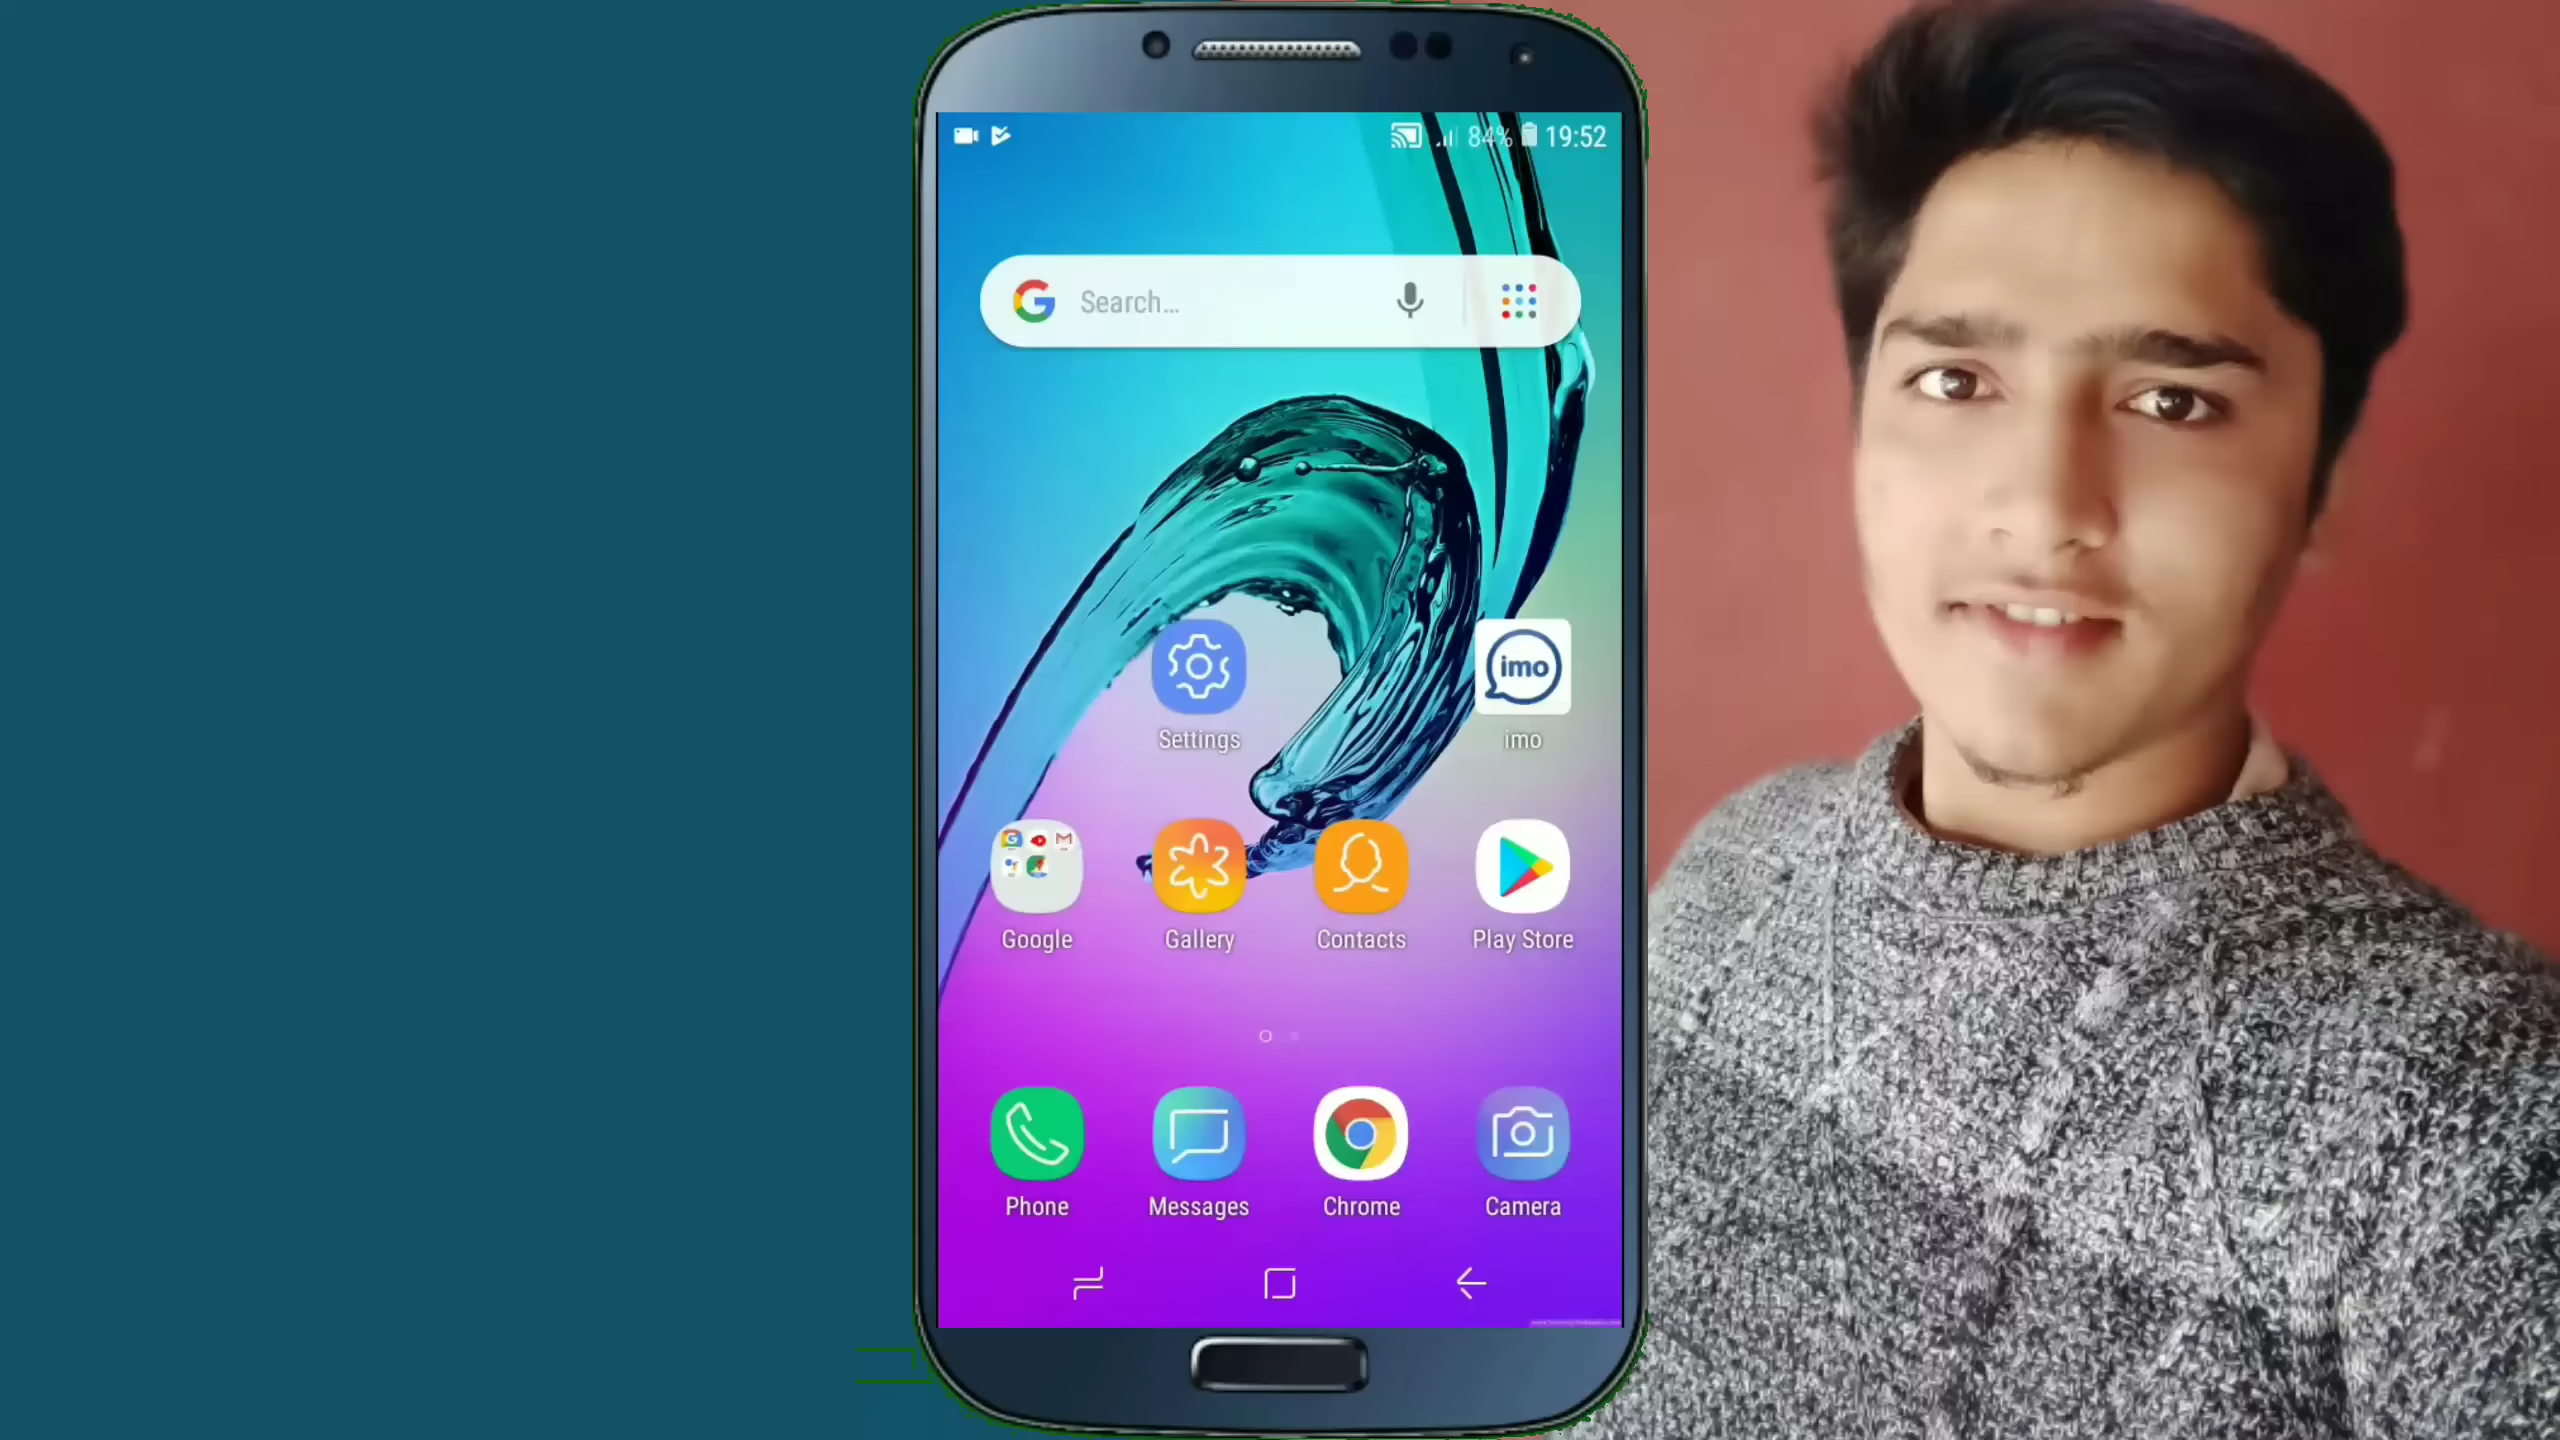 84% 19:52
Search...
imo
Settings
imo
Google
Gallery
Contacts
Play Store
Phone
Messages
Chrome
Camera